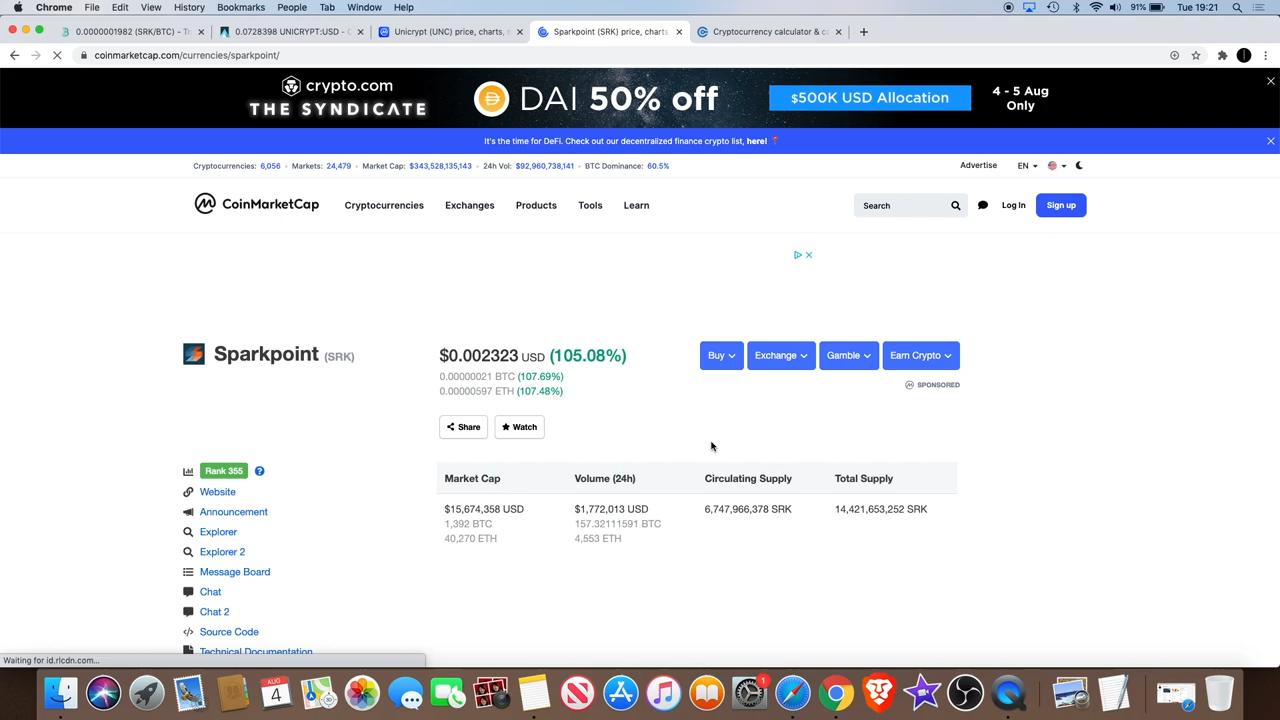 Chrome File Edit View History Bookmarks People Tab Window Help 91% Tue 19:21
0.0000001982 (SRK/BTC) - Tr
0.0728398 UNICRYPT:USD - C
Unicrypt (UNC) price, charts,
Sparkpoint (SRK) price, charts
Cryptocurrency calculator & c
coinmarketcap.com/currencies/sparkpoint/
crypto.com
THE SYNDICATE
DAI 50% off
$500K USD Allocation
4 - 5 Aug
Only
It's the time for DeFi. Check out our decentralized finance crypto list, here!
Cryptocurrencies: 6,056 • Markets: 24,479 • Market Cap: $343,528,135,143 • 24h Vol: $92,960,738,141 • BTC Dominance: 60.5%
Advertise EN
CoinMarketCap Cryptocurrencies Exchanges Products Tools Learn Search Log In Sign up
Sparkpoint (SRK)
$0.002323 USD (105.08%)
0.00000021 BTC (107.69%)
0.00000597 ETH (107.48%)
Buy Exchange Gamble Earn Crypto
SPONSORED
Share Watch
Rank 355 ?
Website
Announcement
Explorer
Explorer 2
Message Board
Chat
Chat 2
Source Code
Technical Documentation
Market Cap Volume (24h) Circulating Supply Total Supply
$15,674,358 USD $1,772,013 USD 6,747,966,378 SRK 14,421,653,252 SRK
1,392 BTC 157.32111591 BTC
40,270 ETH 4,553 ETH
Waiting for id.rlcdn.com...
AUG
4
1